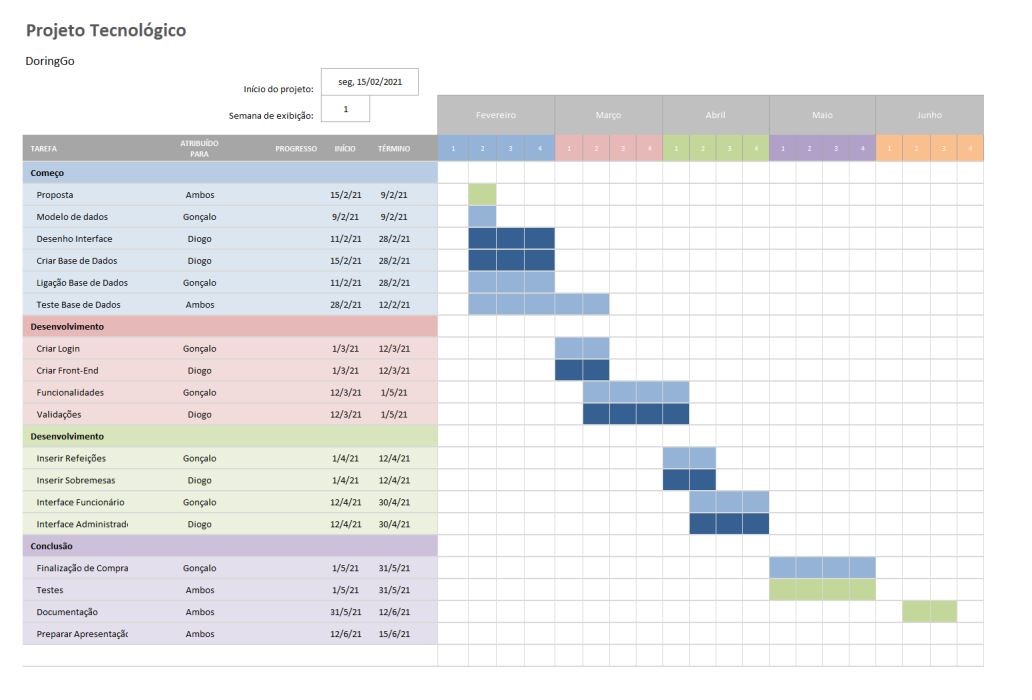 Projeto Tecnológico
DoringGo
Início do projeto: seg, 15/02/2021
Semana de exibição: 1
Fevereiro Março Abril Maio Junho
TAREFA ATRIBUÍDO PARA PROGRESSO INÍCIO TÉRMINO 1 2 3 4 1 2 3 4 1 2 3 4 1 2 3 4 1 2 3 4
Começo
Proposta Ambos 15/2/21 9/2/21
Modelo de dados Gonçalo 9/2/21 9/2/21
Desenho Interface Diogo 11/2/21 28/2/21
Criar Base de Dados Diogo 15/2/21 28/2/21
Ligação Base de Dados Gonçalo 11/2/21 28/2/21
Teste Base de Dados Ambos 28/2/21 12/2/21
Desenvolvimento
Criar Login Gonçalo 1/3/21 12/3/21
Criar Front-End Diogo 1/3/21 12/3/21
Funcionalidades Gonçalo 12/3/21 1/5/21
Validações Diogo 12/3/21 1/5/21
Desenvolvimento
Inserir Refeições Gonçalo 1/4/21 12/4/21
Inserir Sobremesas Diogo 1/4/21 12/4/21
Interface Funcionário Gonçalo 12/4/21 30/4/21
Interface Administrad Diogo 12/4/21 30/4/21
Conclusão
Finalização de Compra Gonçalo 1/5/21 31/5/21
Testes Ambos 1/5/21 31/5/21
Documentação Ambos 31/5/21 12/6/21
Preparar Apresentaçã Ambos 12/6/21 15/6/21